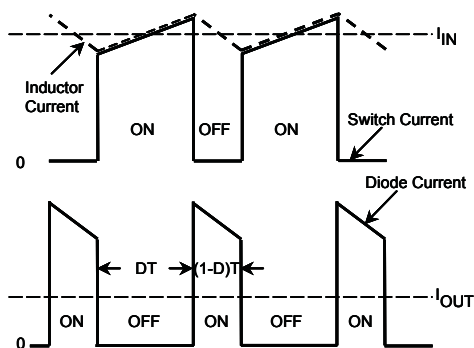 I_IN
Inductor
Current
ON OFF ON
Switch Current
0
Diode Current
DT (1-D)T
I_OUT
ON OFF ON OFF ON
0